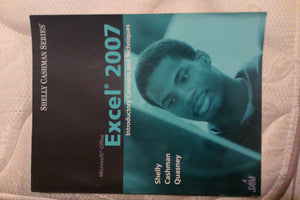 SHELLY CASHMAN SERIES®
Microsoft® Office
Excel® 2007
Introductory Concepts and Techniques
Shelly
Cashman
Quasney